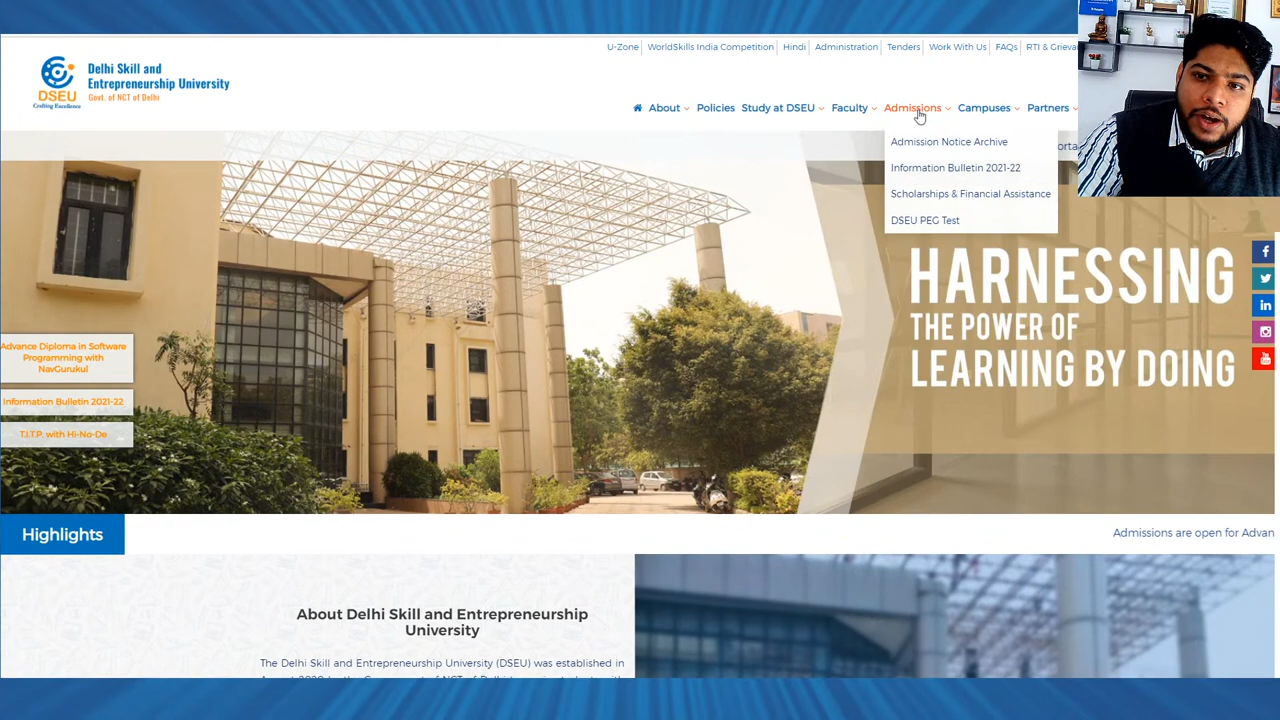 U-Zone
WorldSkills India Competition
Hindi
Administration
Tenders
Work With Us
FAQs
RTI &
Delhi Skill and
Entrepreneurship University
Govt. of NCT of Delhi
DSEU
Crafting Excellence
About
Policies
Study at DSEU
Faculty
Admissions
Campuses
Partners
Admission Notice Archive
Information Bulletin 2021-22
Scholarships & Financial Assistance
DSEU PEG Test
HARNESSING
THE POWER OF
LEARNING BY DOING
Advance Diploma in Software
Programming with
NavGurukul
Information Bulletin 2021-22
T.I.T.P. with Hi-No-De
Highlights
Admissions are open for Advan
About Delhi Skill and Entrepreneurship
University
The Delhi Skill and Entrepreneurship University (DSEU) was established in